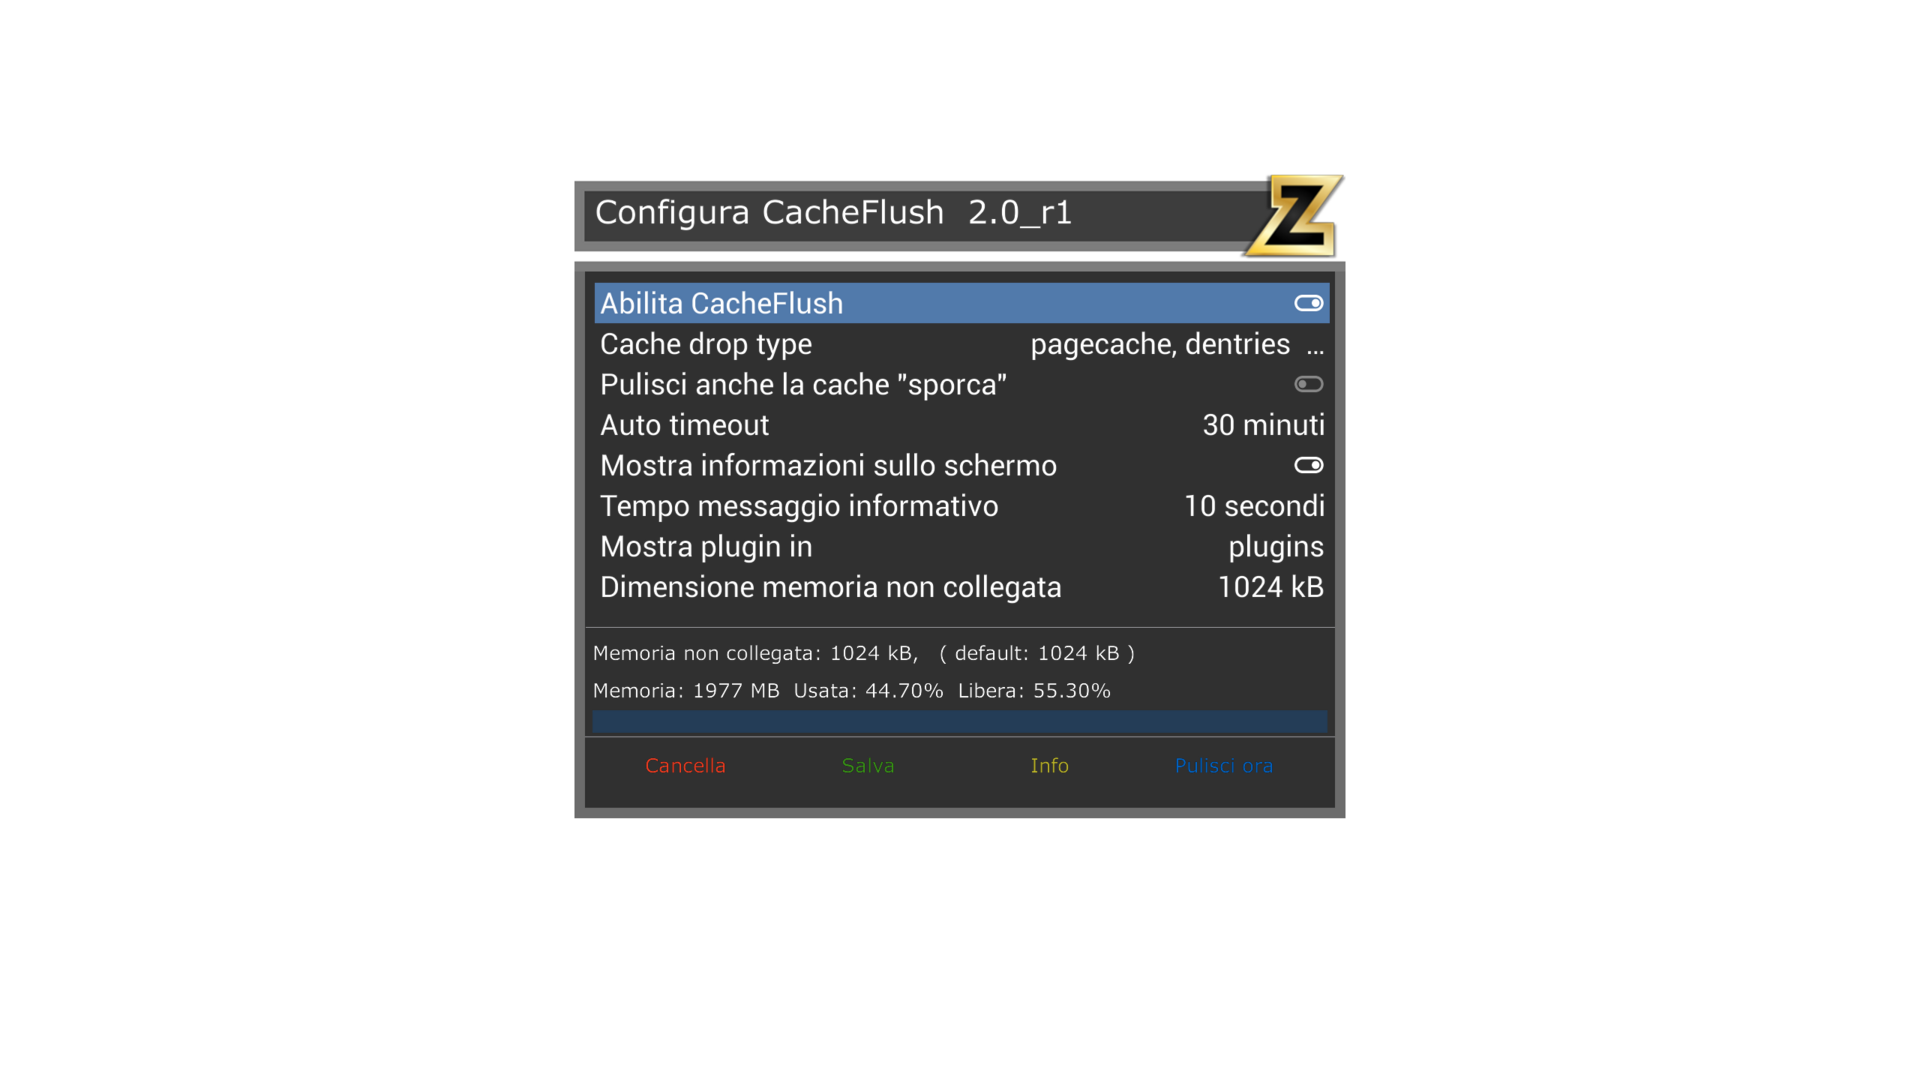 Configura CacheFlush  2.0_r1
Z
Abilita CacheFlush
Cache drop type pagecache, dentries ...
Pulisci anche la cache "sporca"
Auto timeout 30 minuti
Mostra informazioni sullo schermo
Tempo messaggio informativo 10 secondi
Mostra plugin in plugins
Dimensione memoria non collegata 1024 kB
Memoria non collegata: 1024 kB,   ( default: 1024 kB )
Memoria: 1977 MB  Usata: 44.70%  Libera: 55.30%
Cancella Salva Info Pulisci ora